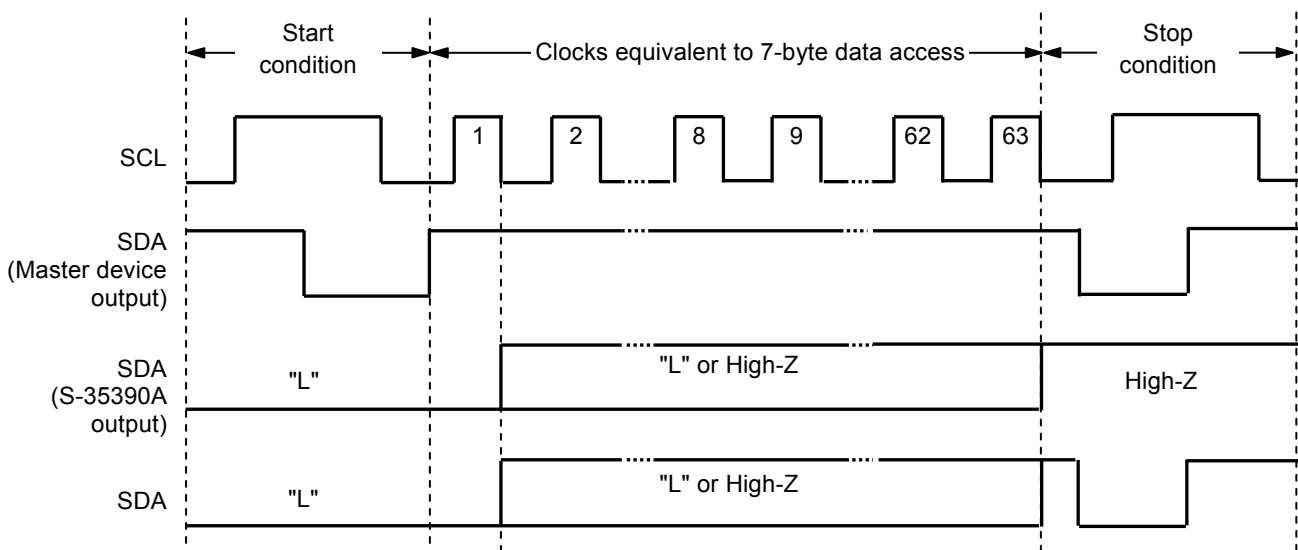 Start
condition
Clocks equivalent to 7-byte data access
Stop
condition
SCL
1
2
8
9
62
63
SDA
(Master device
output)
SDA
(S-35390A
output)
"L"
"L" or High-Z
High-Z
SDA
"L"
"L" or High-Z